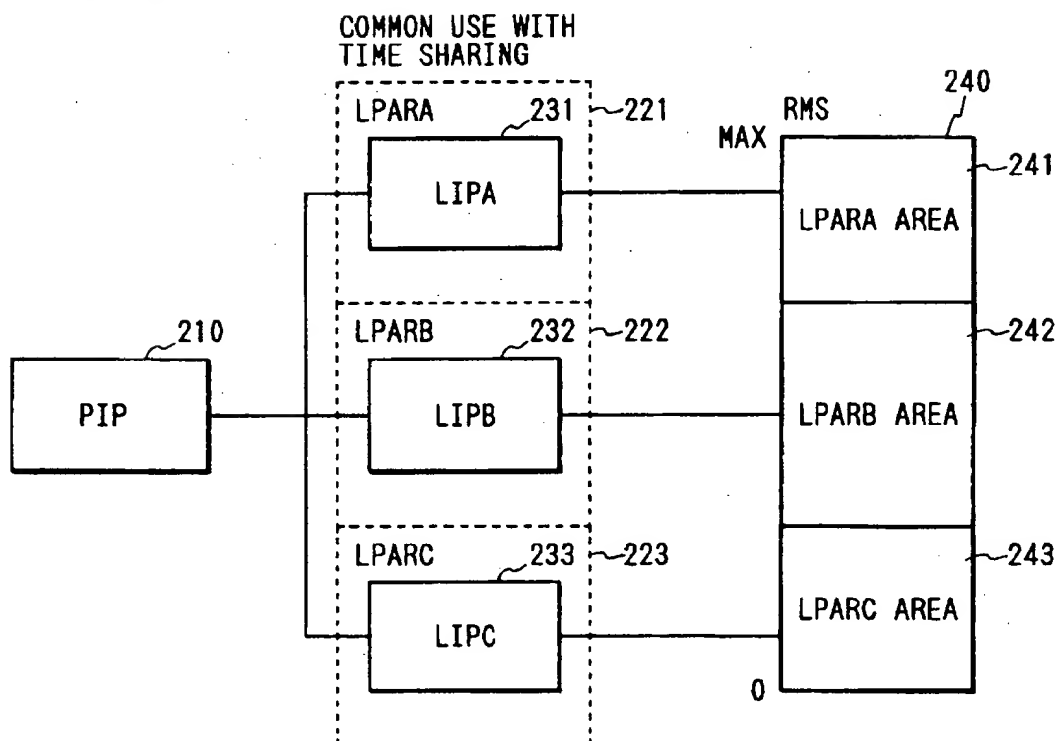 COMMON USE WITH
TIME SHARING
240
LPARA
231
221
RMS
MAX
241
LIPA
LPARA AREA
210
LPARB
232
222
242
PIP
LIPB
LPARB AREA
LPARC
233
223
243
LIPC
LPARC AREA
0